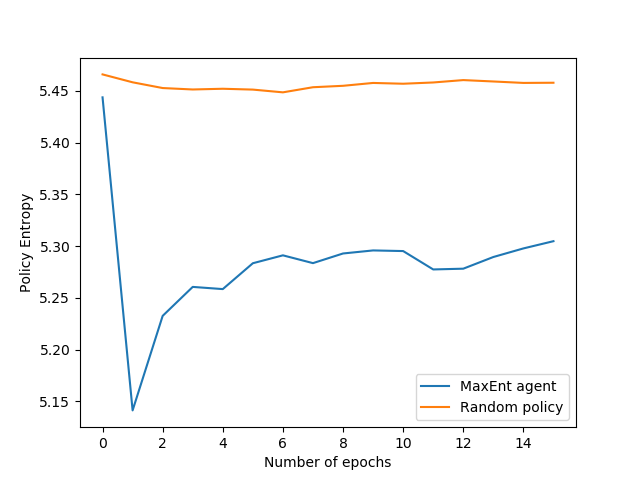 5.45
5.40
5.35
5.30
5.25
5.20
5.15
Policy Entropy
MaxEnt agent
Random policy
0 2 4 6 8 10 12 14
Number of epochs